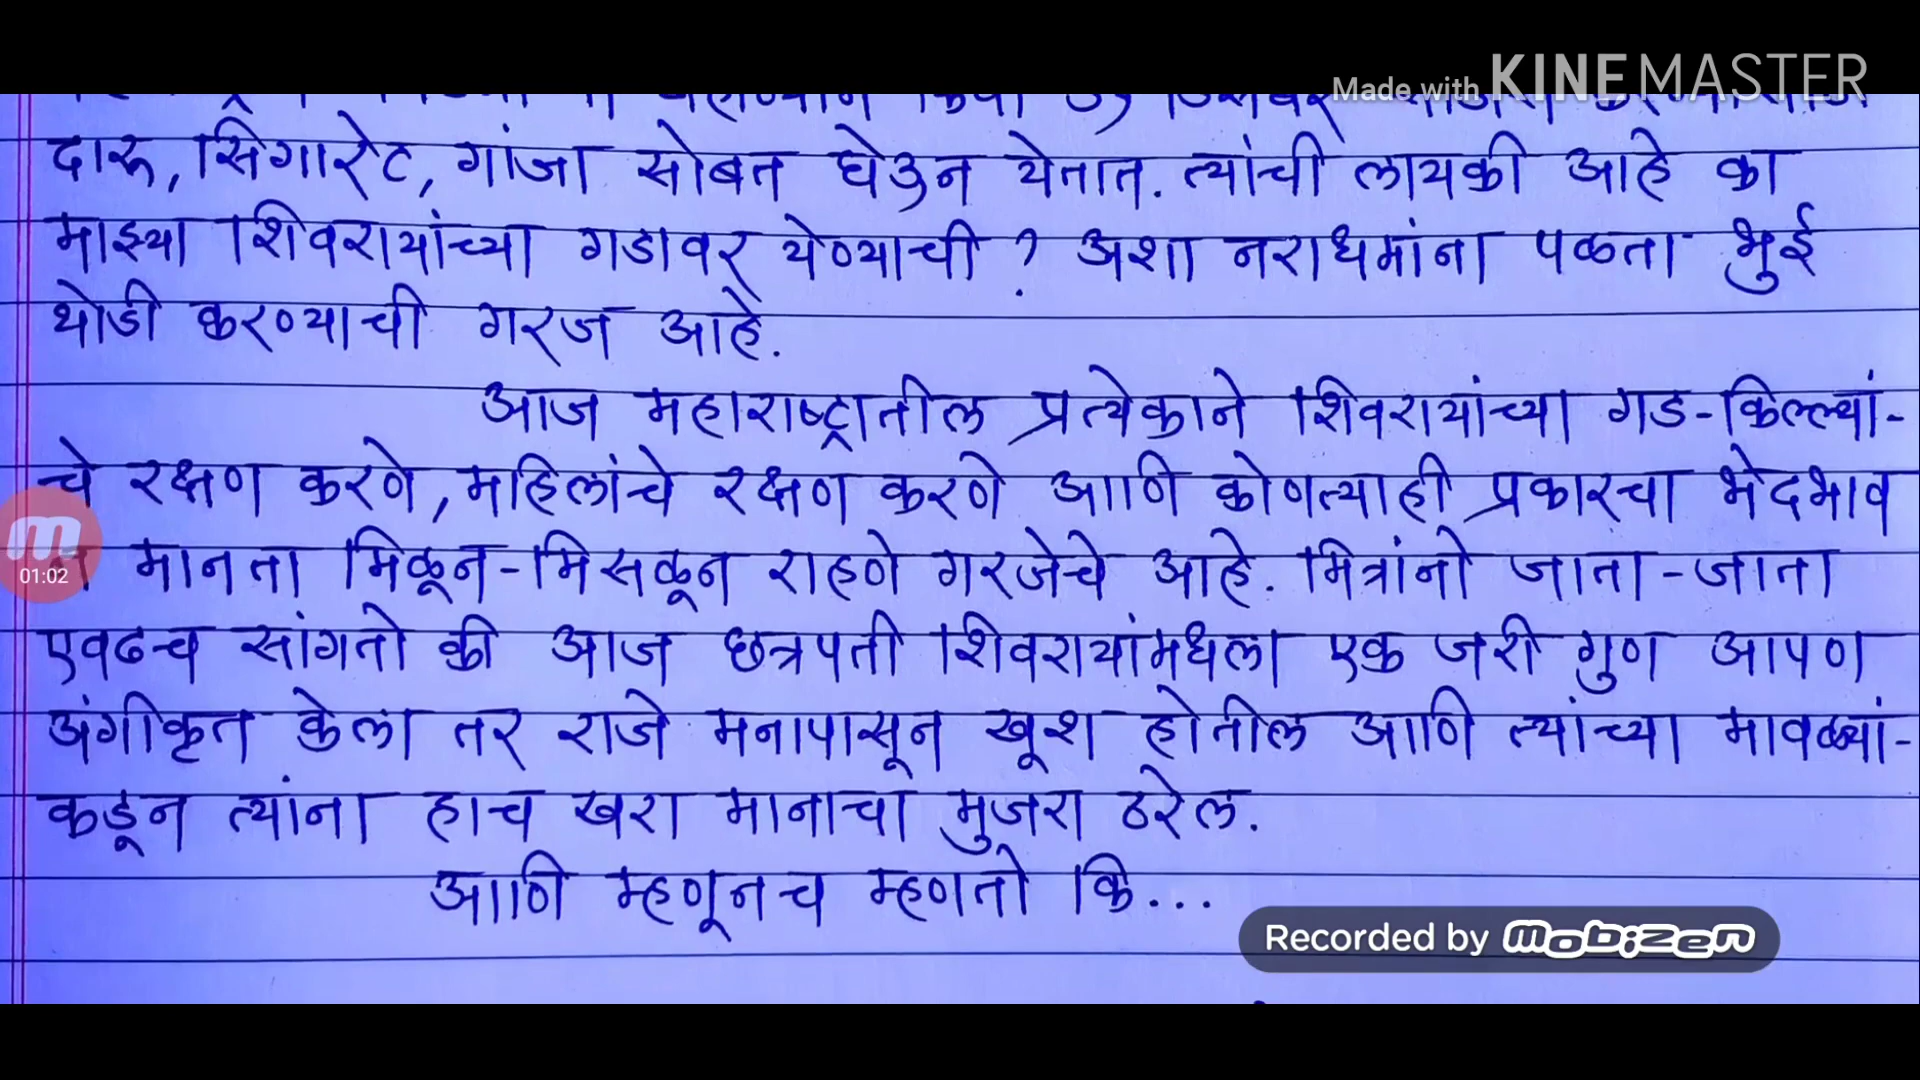 Made with KINEMASTER
दारू, सिगारेट, गांजा सोबत घेउन येतात. त्यांची लायकी आहे का
माझ्या शिवरायांच्या गडावर येण्याची ? अशा नराधमांना पळता भुई
थोडी करण्याची गरज आहे.
आज महाराष्ट्रातील प्रत्येकाने शिवरायांच्या गड-किल्ल्यां-
चे रक्षण करणे, महिलांचे रक्षण करणे आणि कोणत्याही प्रकारचा भेदभाव
मानता मिळून-मिसळून राहणे गरजेचे आहे. मित्रांनो जाता-जाता
01:02
एवढच सांगतो की आज छत्रपती शिवरायांमधला एक जरी गुण आपण
अंगीकृत केला तर राजे मनापासून खूश होतील आणि त्यांच्या मावळ्यां-
कडून त्यांना हाच खरा मानाचा मुजरा ठरेल.
आणि म्हणूनच म्हणतो कि...
Recorded by mobizen